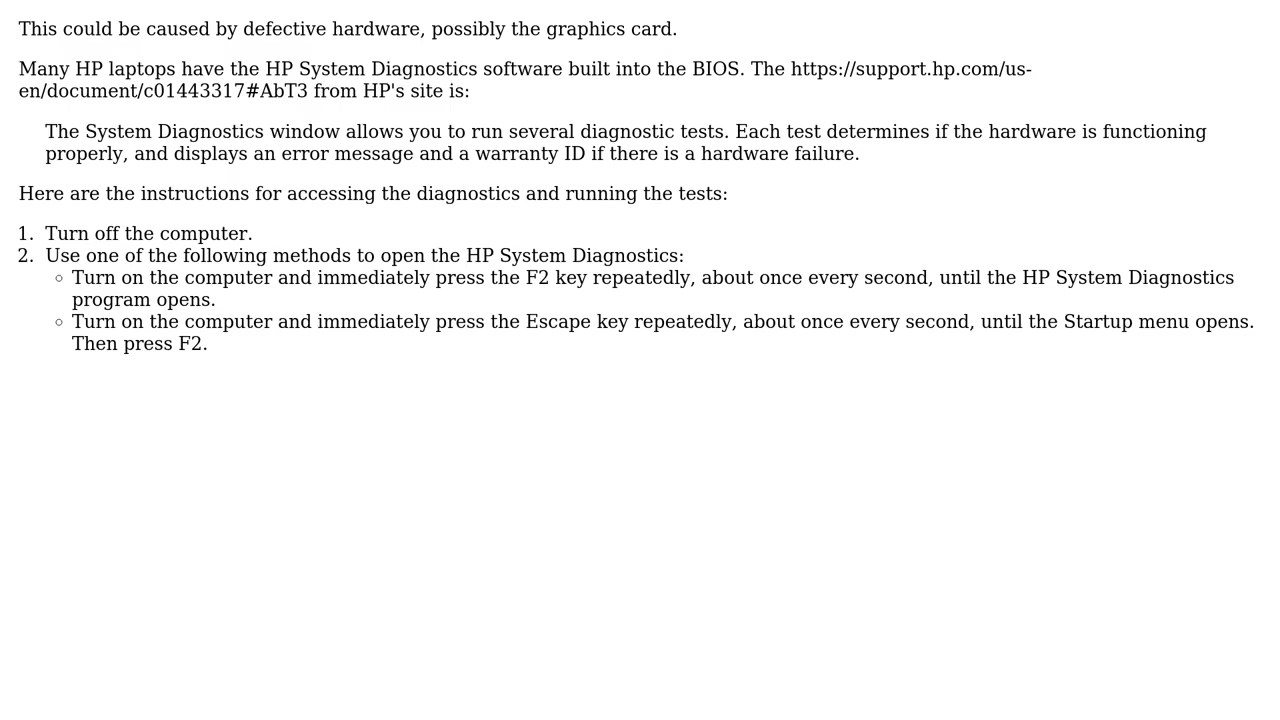 This could be caused by defective hardware, possibly the graphics card.
Many HP laptops have the HP System Diagnostics software built into the BIOS. The https://support.hp.com/us-
en/document/c01443317#AbT3 from HP's site is:
The System Diagnostics window allows you to run several diagnostic tests. Each test determines if the hardware is functioning
properly, and displays an error message and a warranty ID if there is a hardware failure.
Here are the instructions for accessing the diagnostics and running the tests:
1. Turn off the computer.
2. Use one of the following methods to open the HP System Diagnostics:
◦ Turn on the computer and immediately press the F2 key repeatedly, about once every second, until the HP System Diagnostics
program opens.
◦ Turn on the computer and immediately press the Escape key repeatedly, about once every second, until the Startup menu opens.
Then press F2.